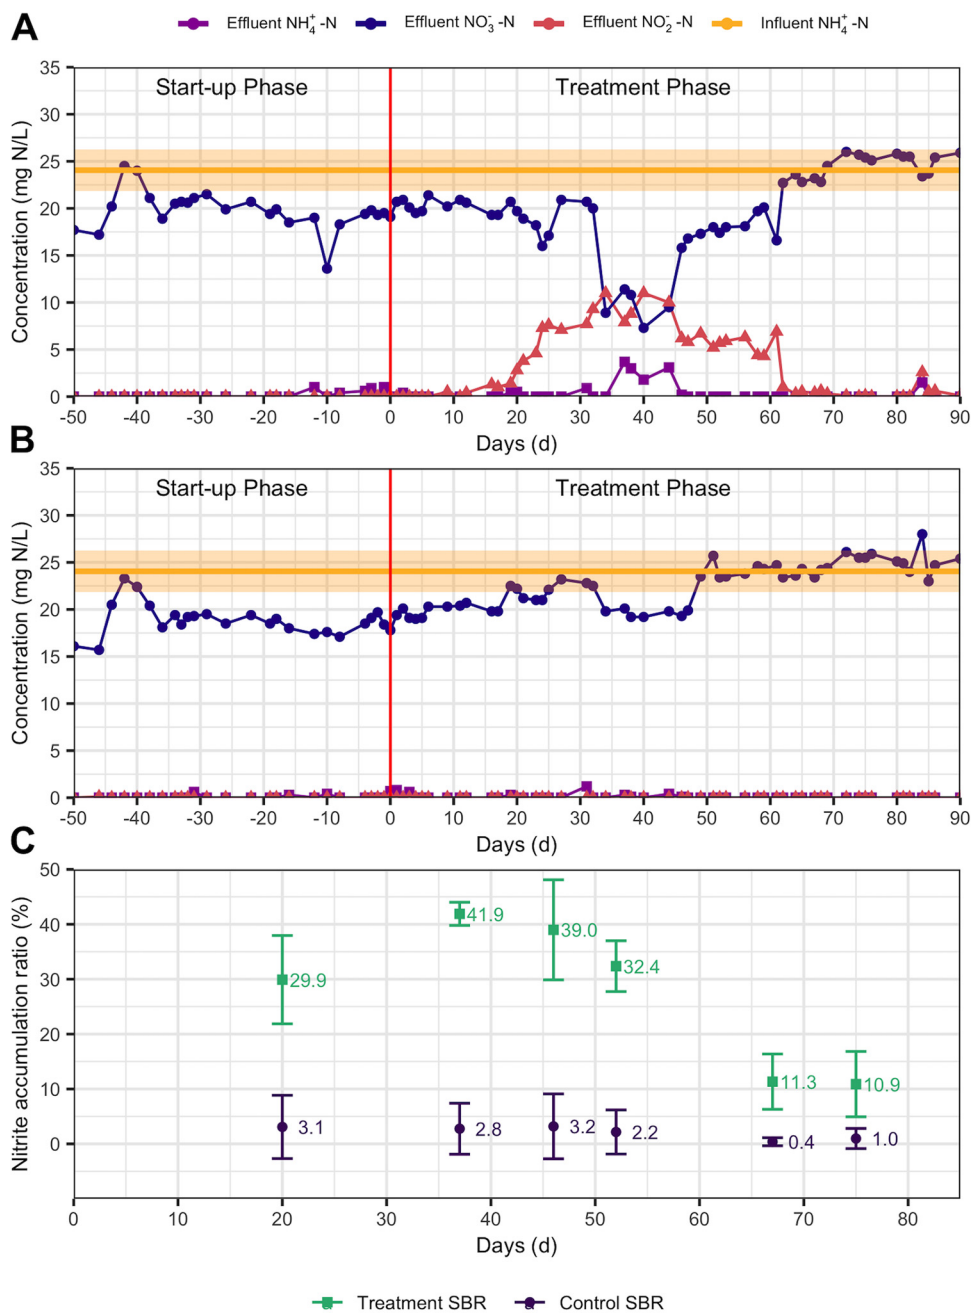 A
Effluent NH₄⁺-N Effluent NO₃⁻-N Effluent NO₂⁻-N Influent NH₄⁺-N
Start-up Phase Treatment Phase
Concentration (mg N/L)
35
30
25
20
15
10
5
0
-50 -40 -30 -20 -10 0 10 20 30 40 50 60 70 80 90
Days (d)
B
Start-up Phase Treatment Phase
Concentration (mg N/L)
35
30
25
20
15
10
5
0
-50 -40 -30 -20 -10 0 10 20 30 40 50 60 70 80 90
Days (d)
C
Nitrite accumulation ratio (%)
50
40
30
20
10
0
29.9 41.9 39.0 32.4 11.3 10.9
3.1 2.8 3.2 2.2 0.4 1.0
0 10 20 30 40 50 60 70 80
Days (d)
Treatment SBR Control SBR